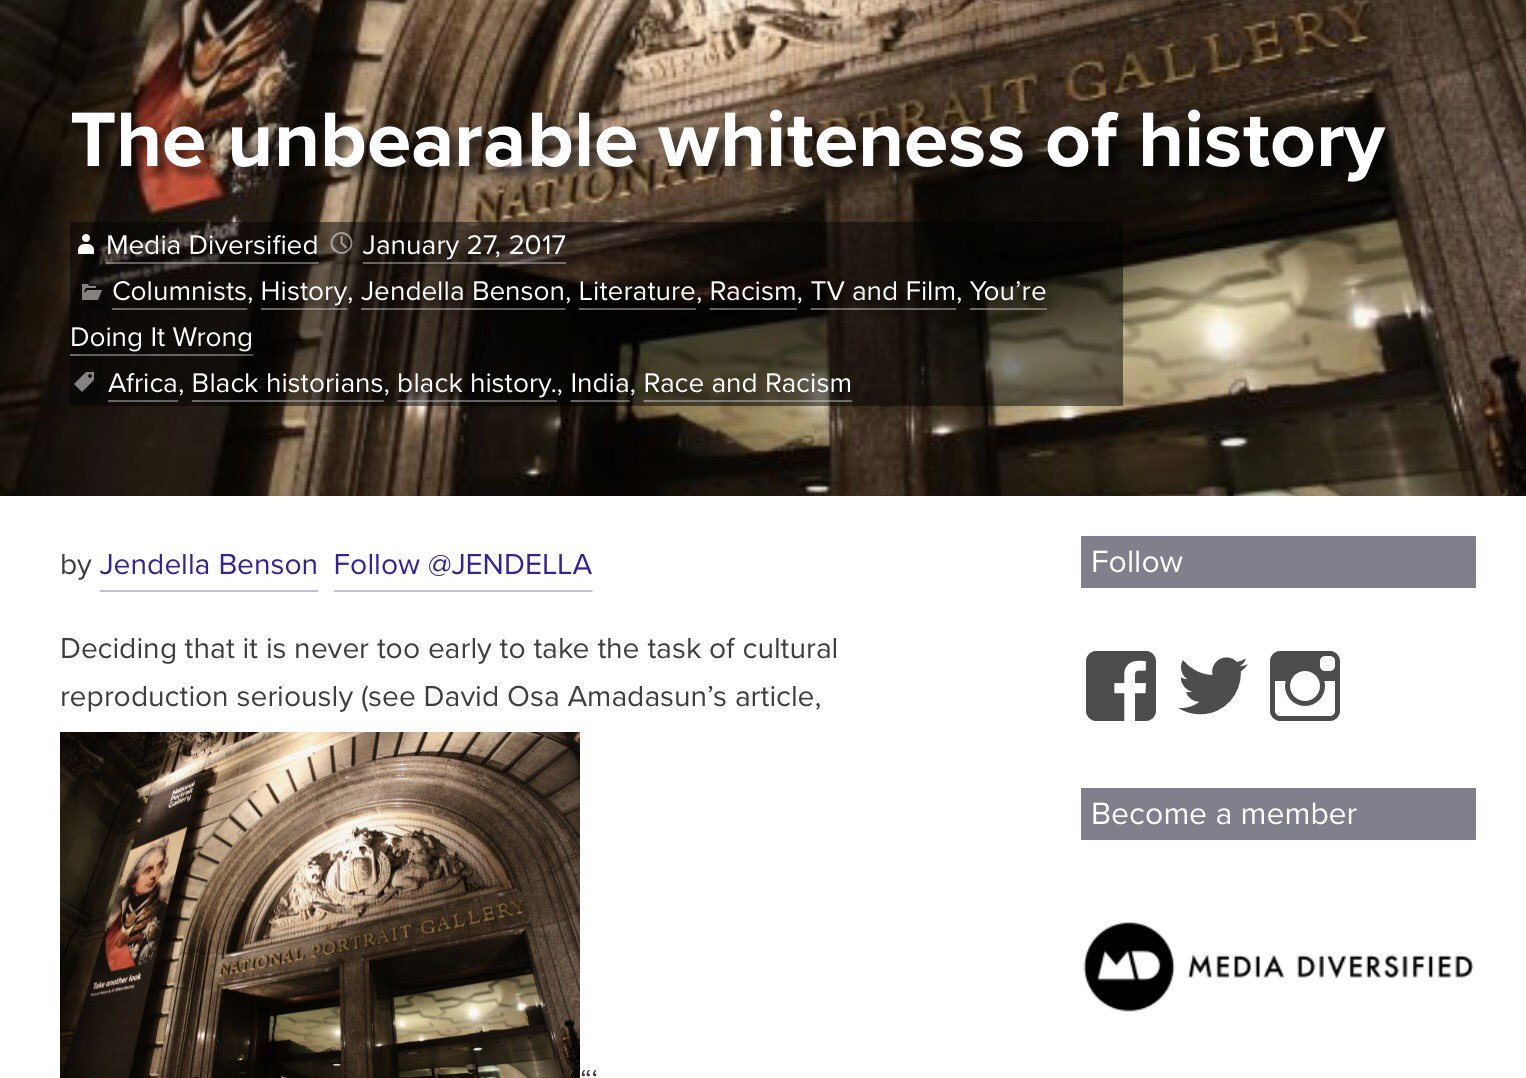 The unbearable whiteness of history
NATIONAL PORTRAIT GALLERY
Media Diversified January 27, 2017
Columnists, History, Jendella Benson, Literature, Racism, TV and Film, You’re
Doing It Wrong
Africa, Black historians, black history., India, Race and Racism
by Jendella Benson Follow @JENDELLA
Deciding that it is never too early to take the task of cultural
reproduction seriously (see David Osa Amadasun’s article,
National
Portrait
Gallery
NATIONAL PORTRAIT GALLERY
Take another look
“‘
Follow
Become a member
MD MEDIA DIVERSIFIED